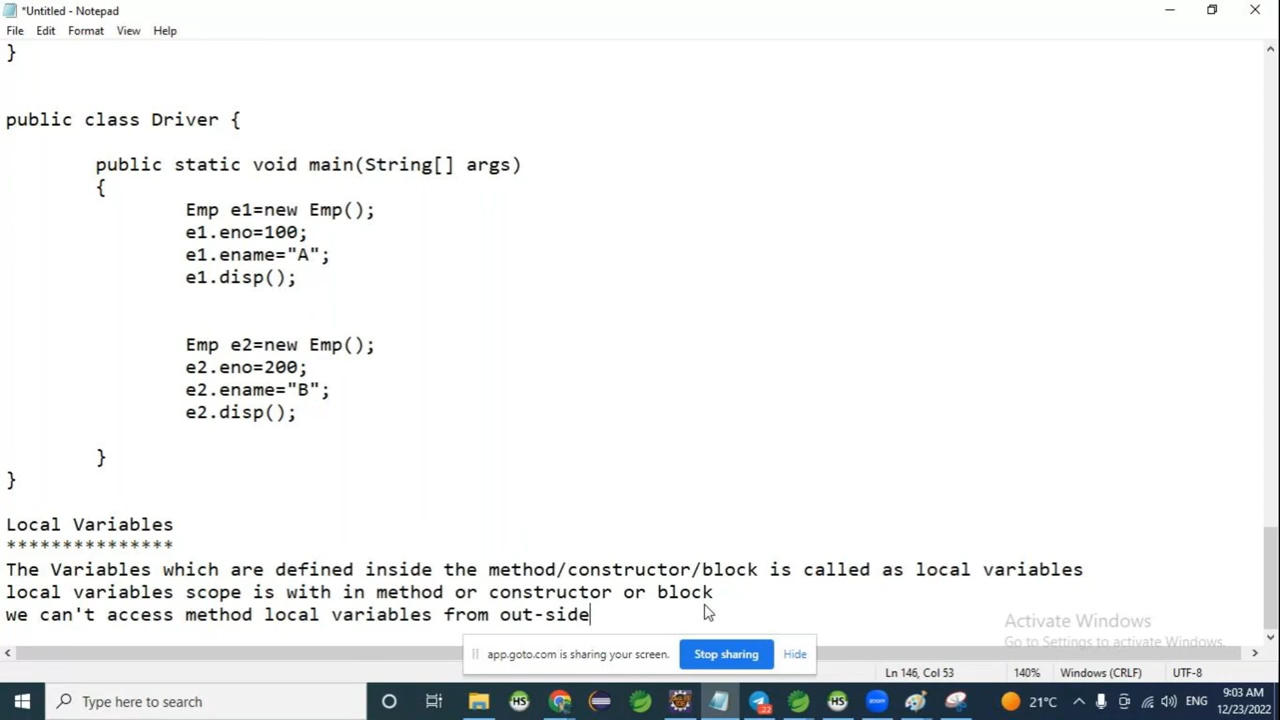 *Untitled - Notepad
File Edit Format View Help
}
public class Driver {
public static void main(String[] args)
{
Emp e1=new Emp();
e1.eno=100;
e1.ename="A";
e1.disp();
Emp e2=new Emp();
e2.eno=200;
e2.ename="B";
e2.disp();
}
}
Local Variables
***************
The Variables which are defined inside the method/constructor/block is called as local variables
local variables scope is with in method or constructor or block
we can't access method local variables from out-side
Activate Windows
Go to Settings to activate Windows.
app.goto.com is sharing your screen. Stop sharing Hide
Ln 146, Col 53 140% Windows (CRLF) UTF-8
Type here to search HS 22 HS zoom 21°C ENG 9:03 AM
12/23/2022